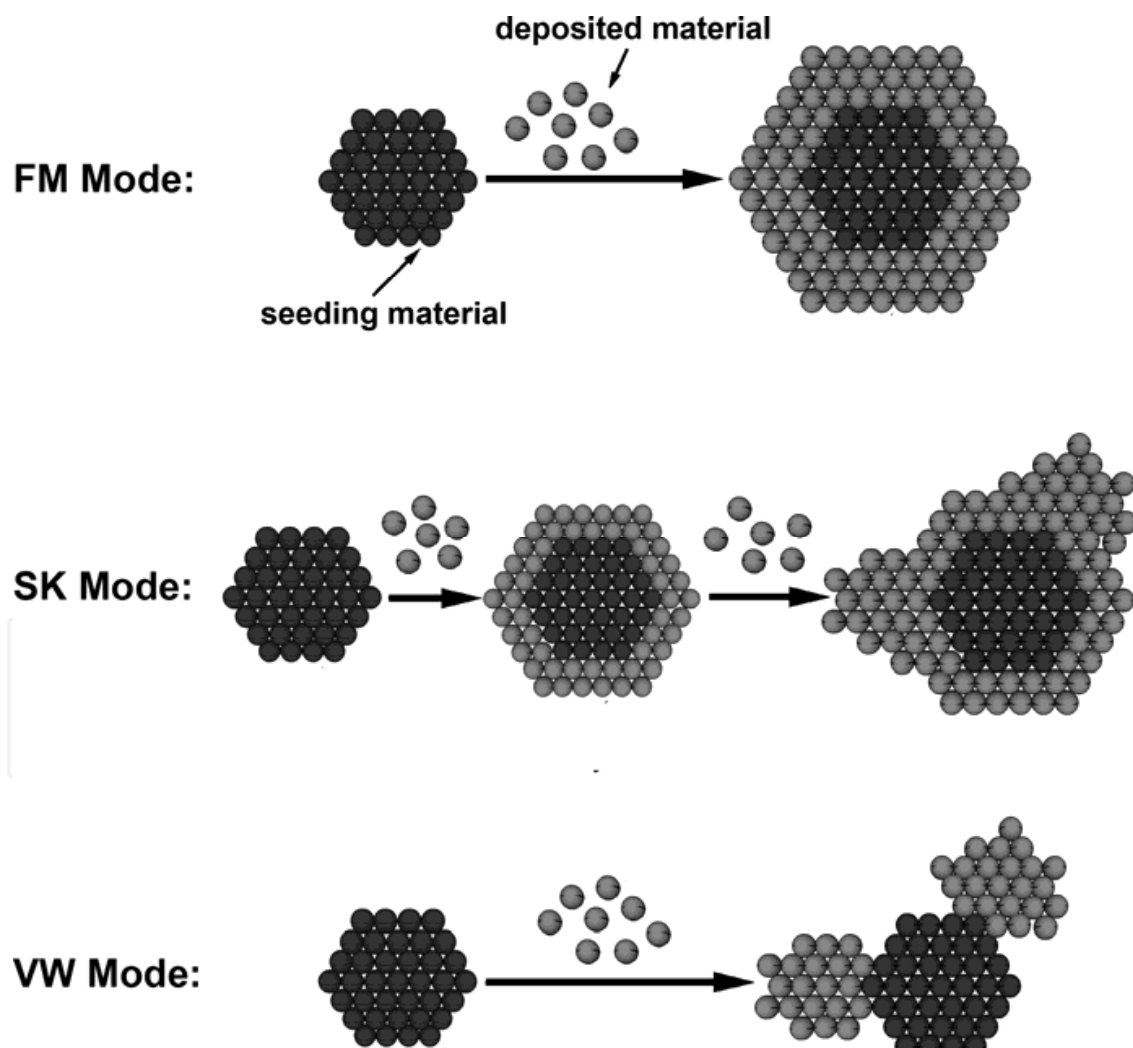 deposited material
FM Mode:
seeding material
SK Mode:
VW Mode: